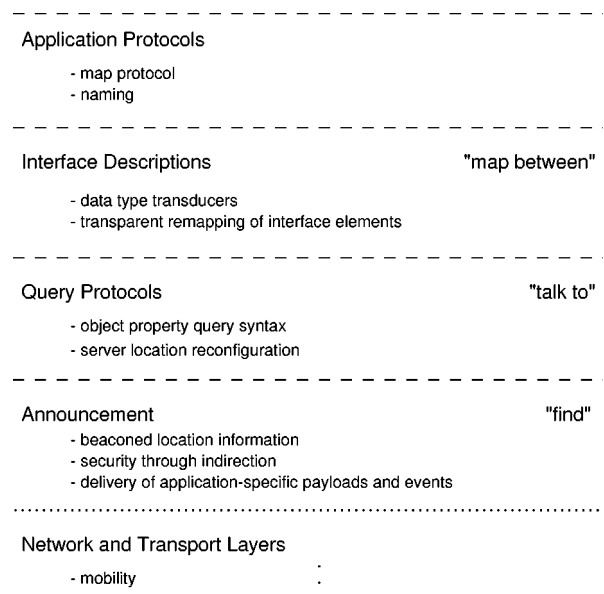 Application Protocols
- map protocol
- naming
Interface Descriptions "map between"
- data type transducers
- transparent remapping of interface elements
Query Protocols "talk to"
- object property query syntax
- server location reconfiguration
Announcement "find"
- beaconed location information
- security through indirection
- delivery of application-specific payloads and events
Network and Transport Layers
- mobility :